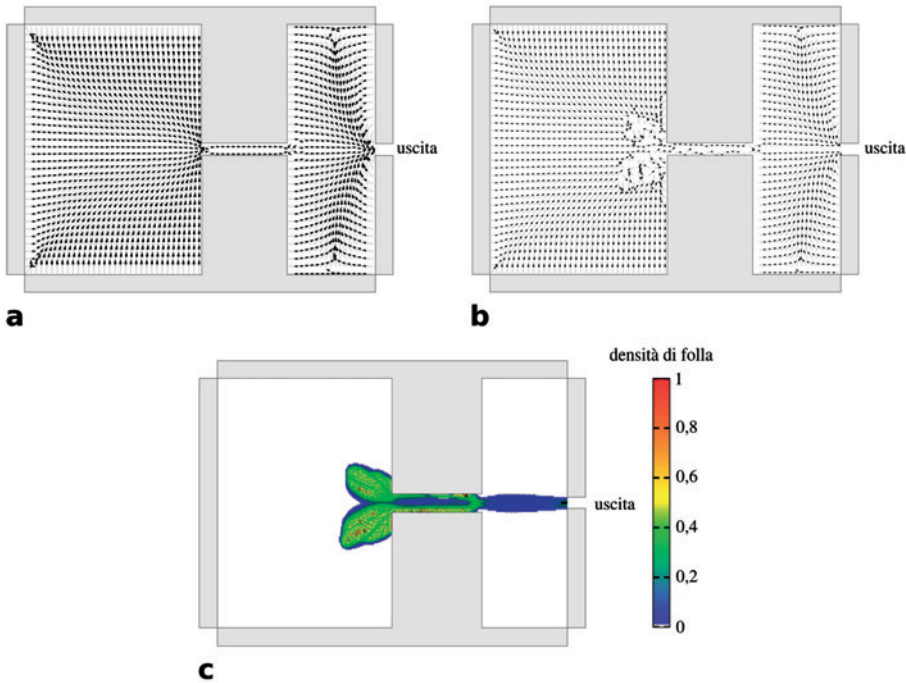 uscita
uscita
a
b
densità di folla
1
0,8
0,6
0,4
0,2
0
uscita
c